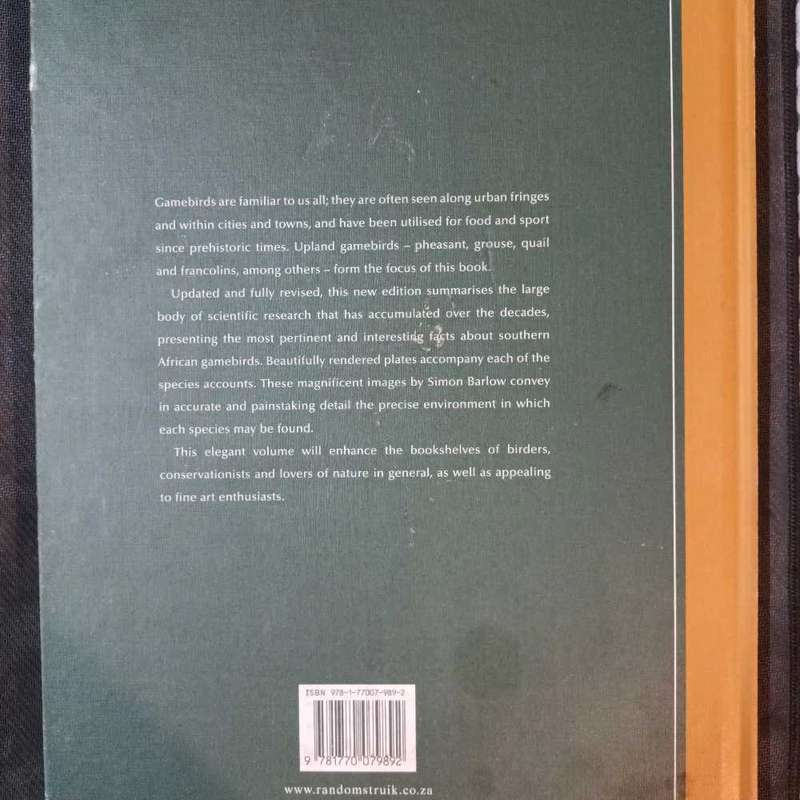 Gamebirds are familiar to us all; they are often seen along urban fringes
and within cities and towns, and have been utilised for food and sport
since prehistoric times. Upland gamebirds – pheasant, grouse, quail
and francolins, among others – form the focus of this book.
Updated and fully revised, this new edition summarises the large
body of scientific research that has accumulated over the decades,
presenting the most pertinent and interesting facts about southern
African gamebirds. Beautifully rendered plates accompany each of the
species accounts. These magnificent images by Simon Barlow convey
in accurate and painstaking detail the precise environment in which
each species may be found.
This elegant volume will enhance the bookshelves of birders,
conservationists and lovers of nature in general, as well as appealing
to fine art enthusiasts.
ISBN 978-1-77007-989-2
9 781770 079892
www.randomstruik.co.za